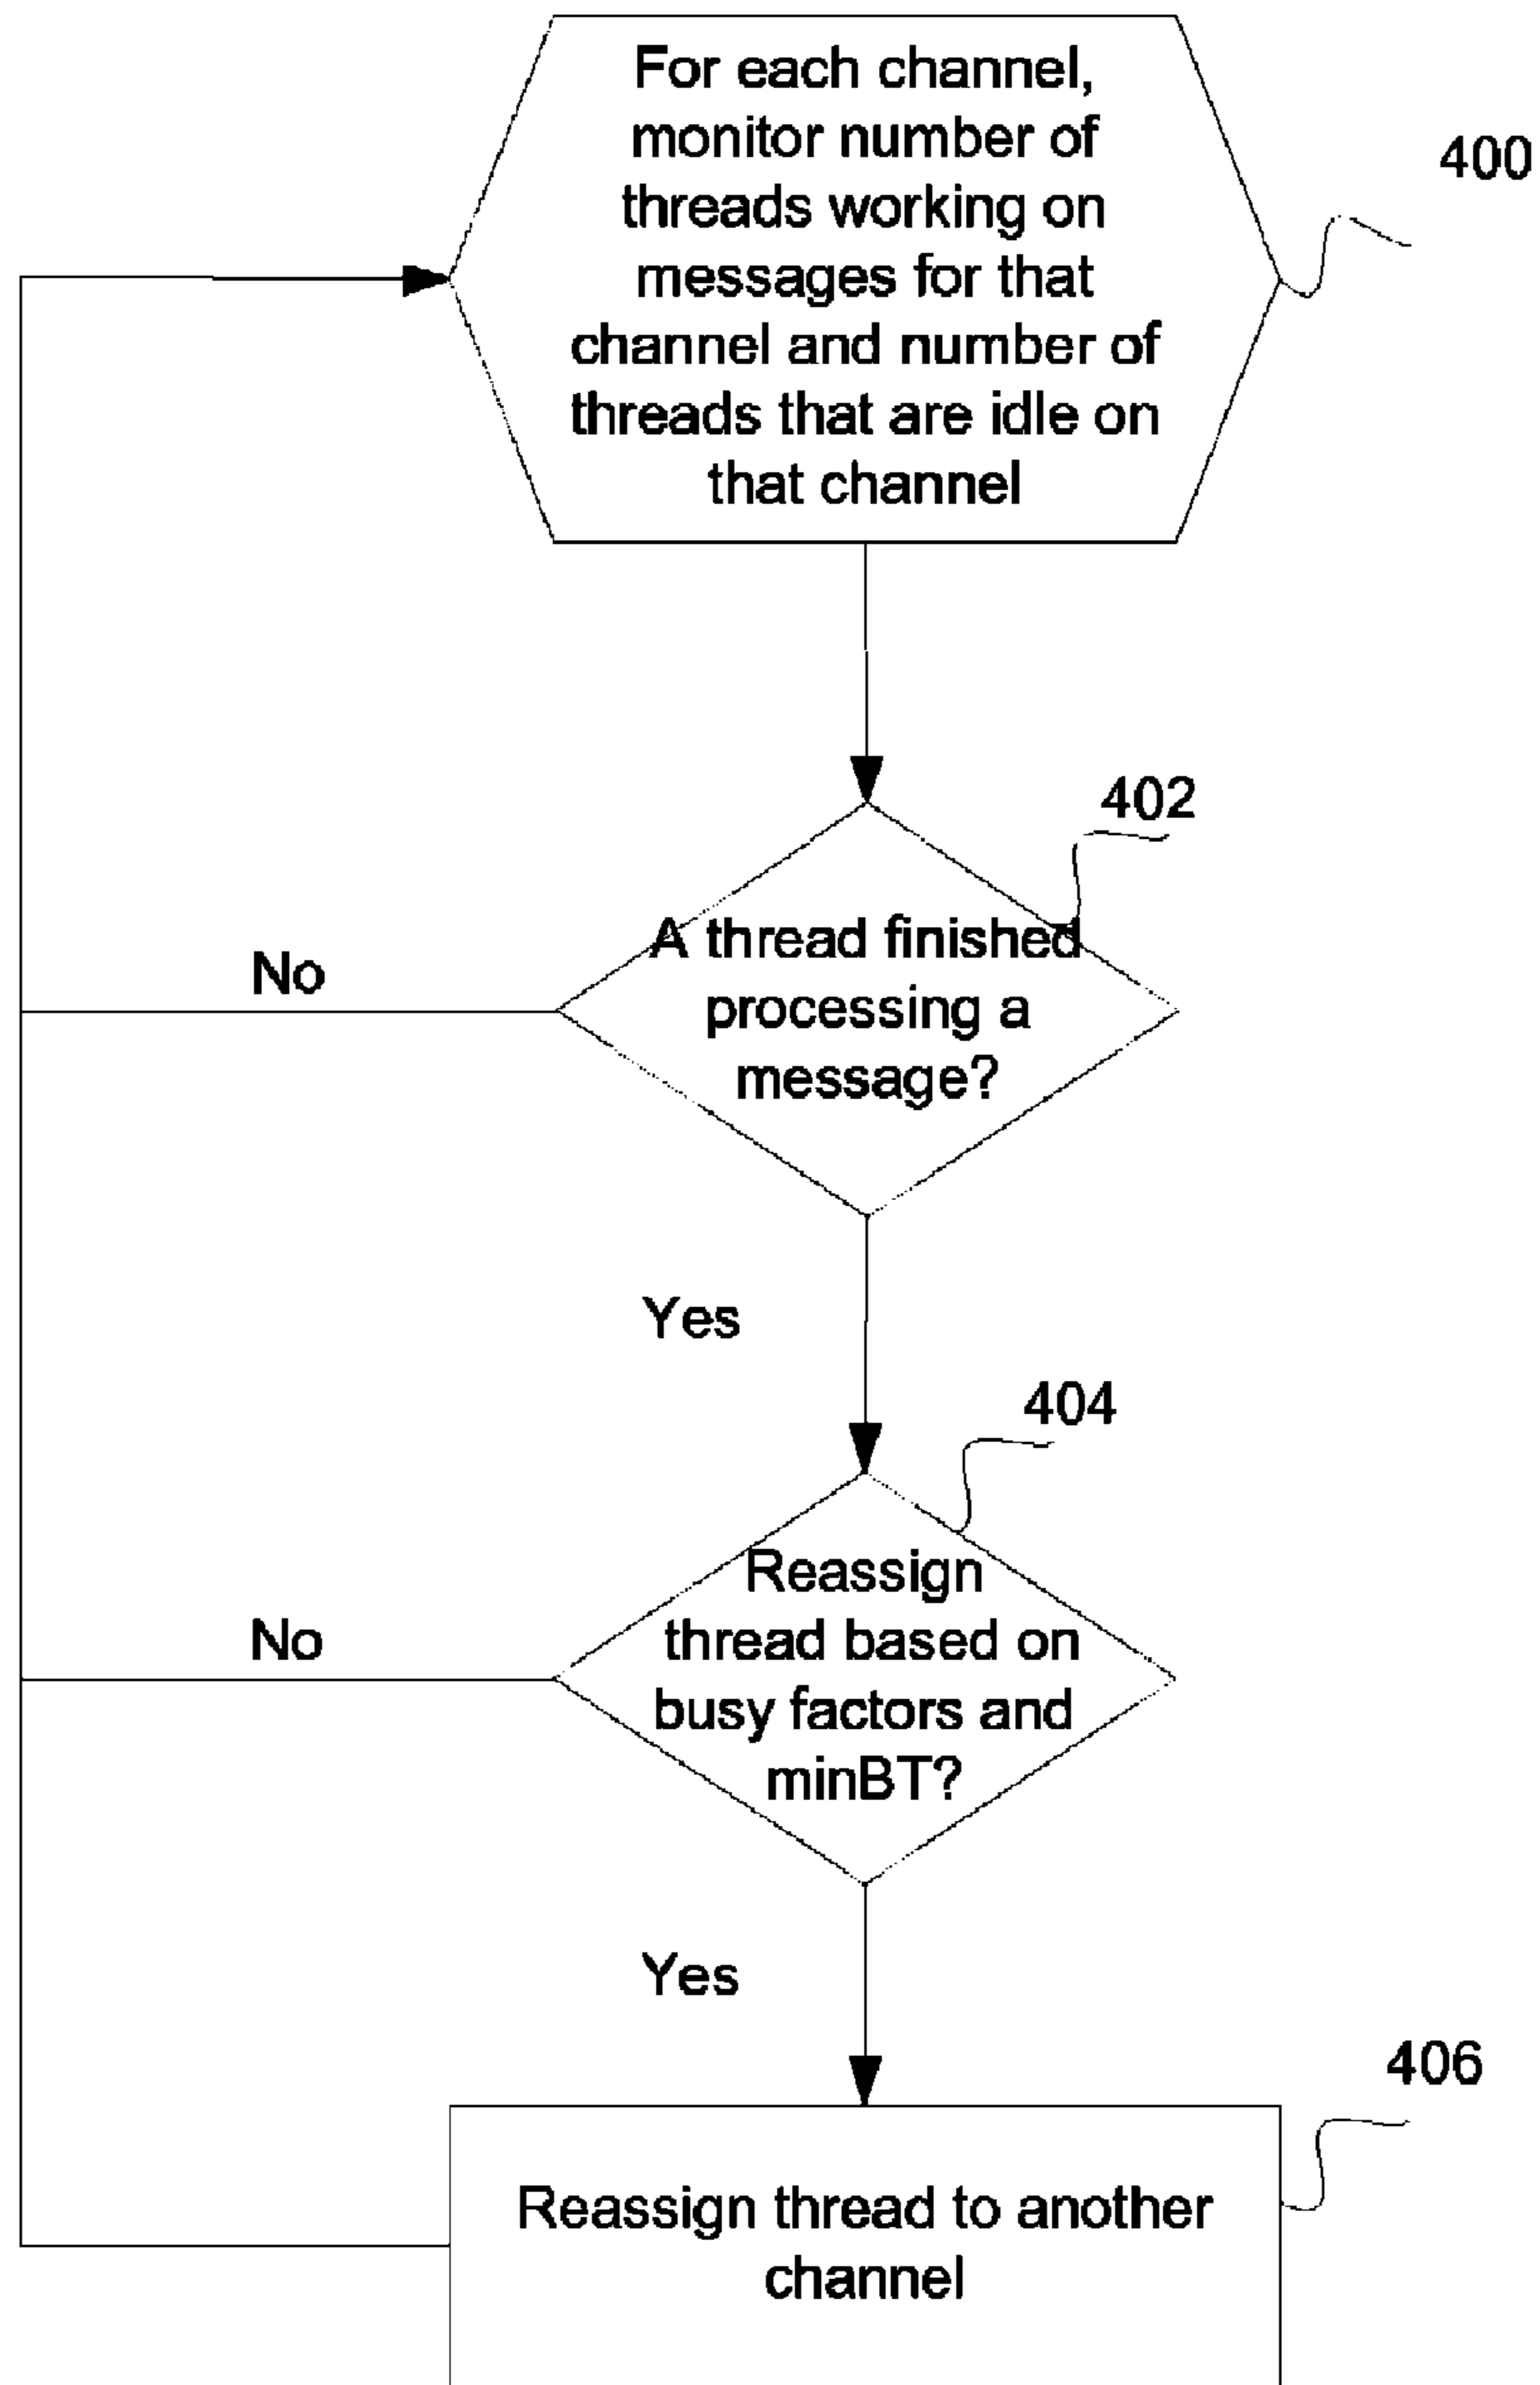 For each channel,
monitor number of
threads working on
messages for that
channel and number of
threads that are idle on
that channel
400
402
A thread finished
processing a
message?
No
Yes
404
Reassign
thread based on
busy factors and
minBT?
No
Yes
406
Reassign thread to another
channel